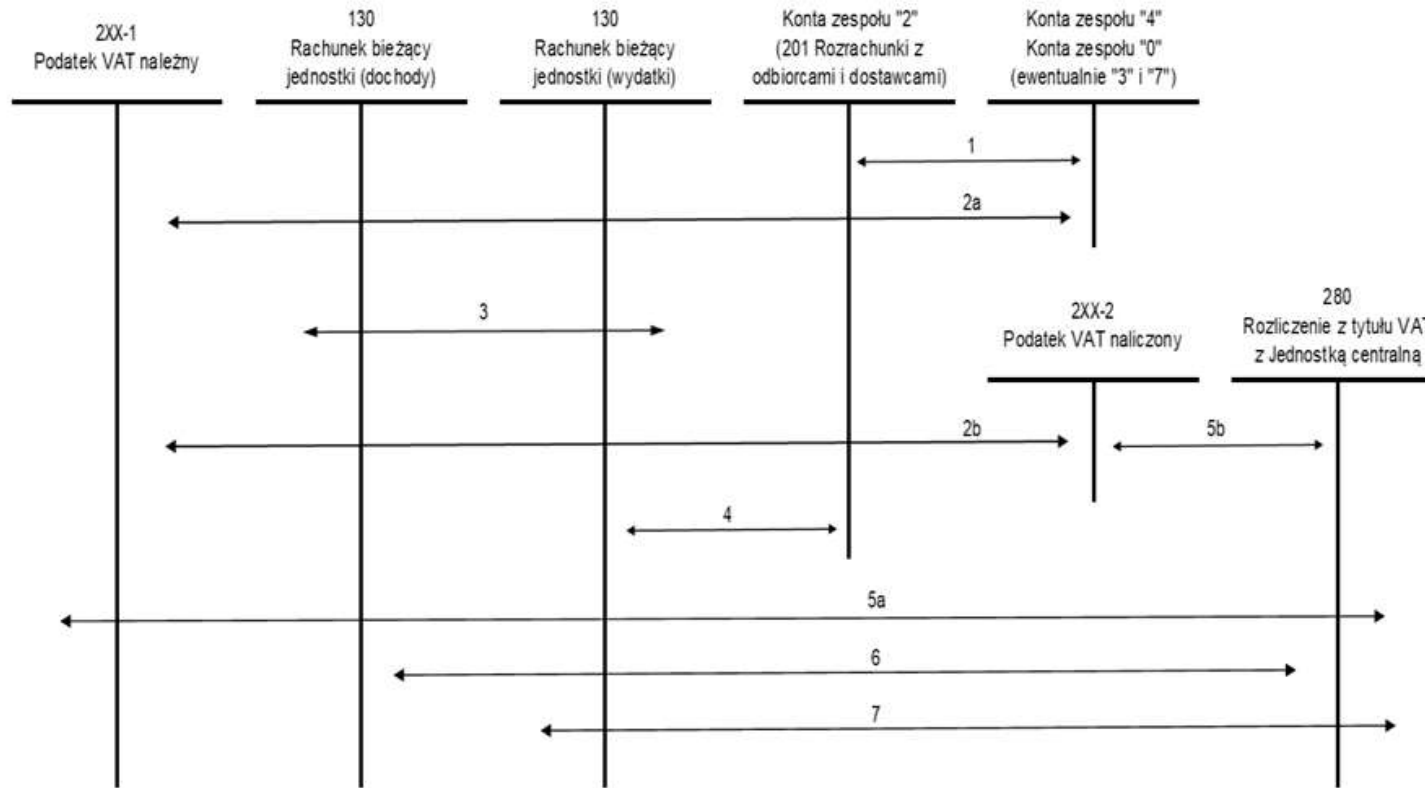 2XX-1
Podatek VAT należny
130
Rachunek bieżący
jednostki (dochody)
130
Rachunek bieżący
jednostki (wydatki)
Konta zespołu "2"
(201 Rozrachunki z
odbiorcami i dostawcami)
Konta zespołu "4"
Konta zespołu "0"
(ewentualnie "3" i "7")
1
2a
3
2XX-2
Podatek VAT naliczony
280
Rozliczenie z tytułu VAT
z Jednostką centralną
2b
5b
4
5a
6
7